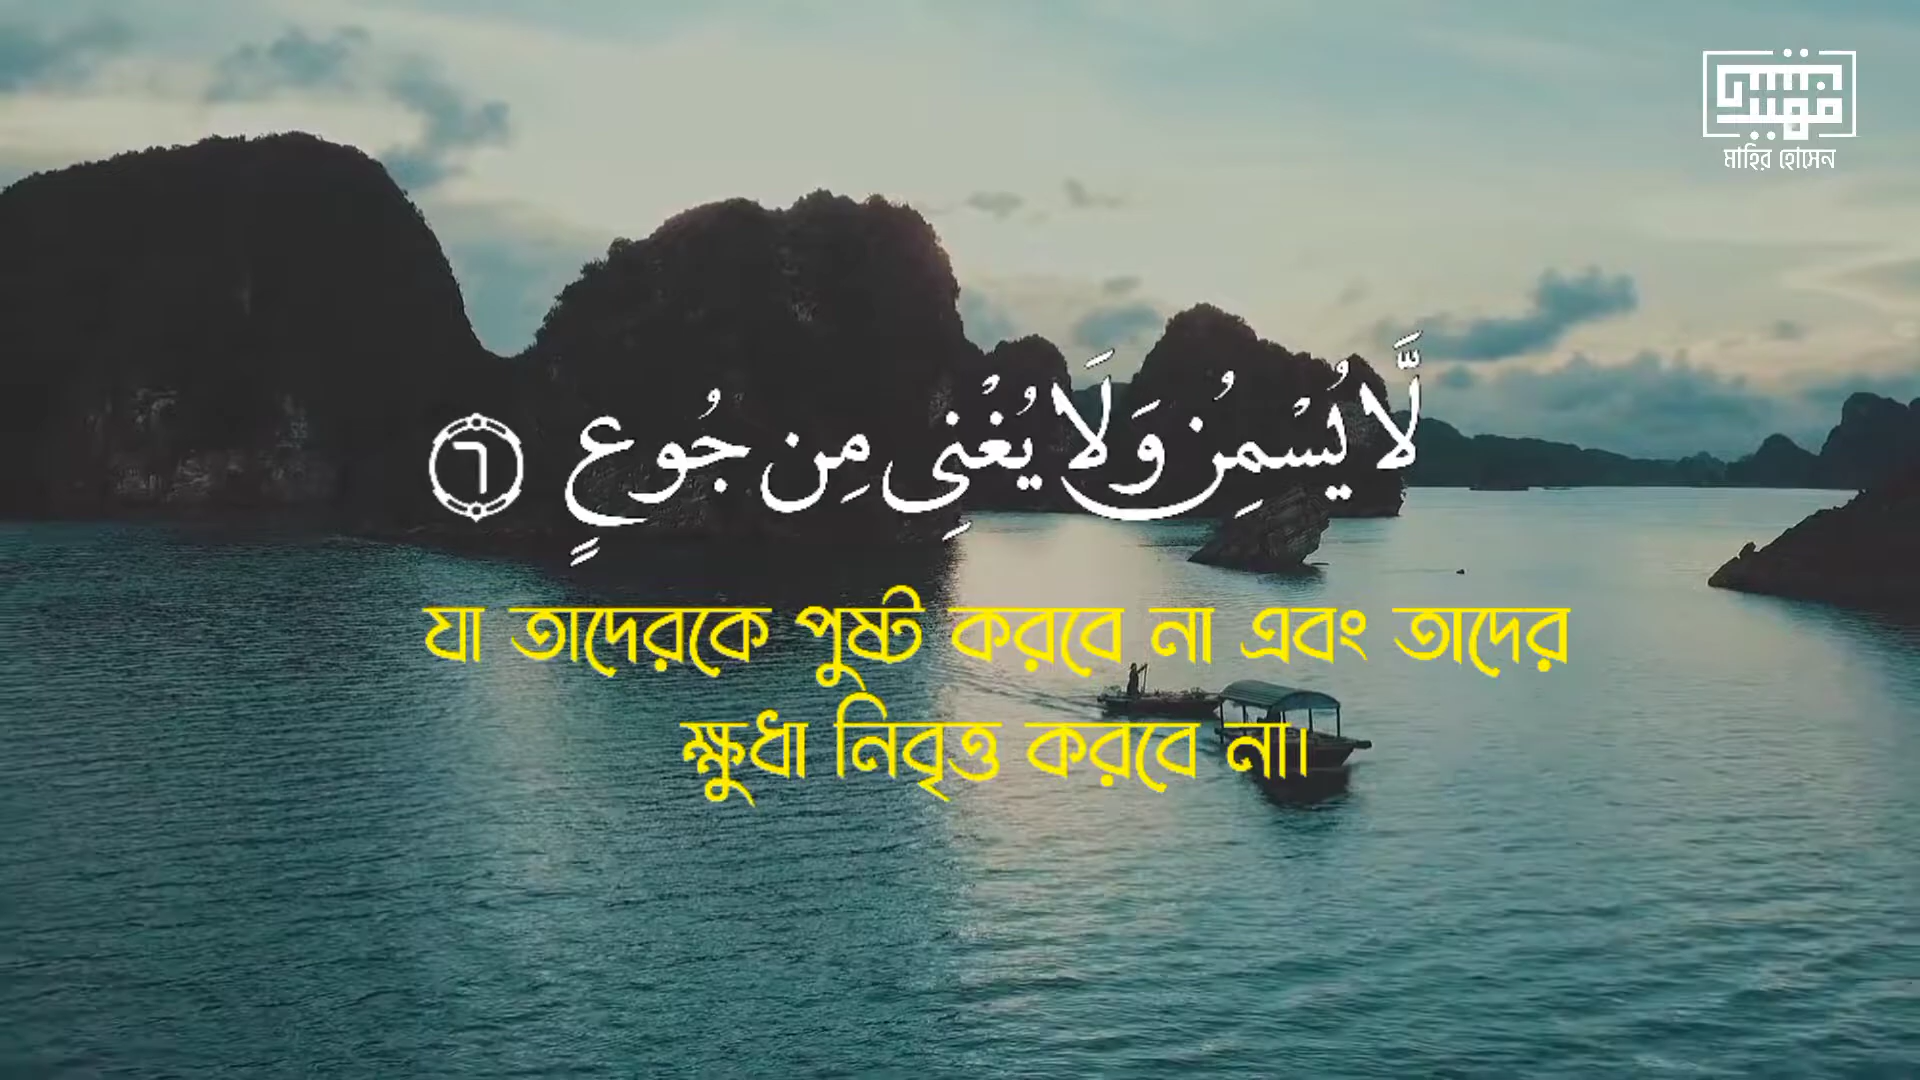 মাহির হোসেন
لَّا يُسْمِنُ وَلَا يُغْنِى مِن جُوعٍ ٦
যা তাদেরকে পুষ্ট করবে না এবং তাদের
ক্ষুধা নিবৃত্ত করবে না।